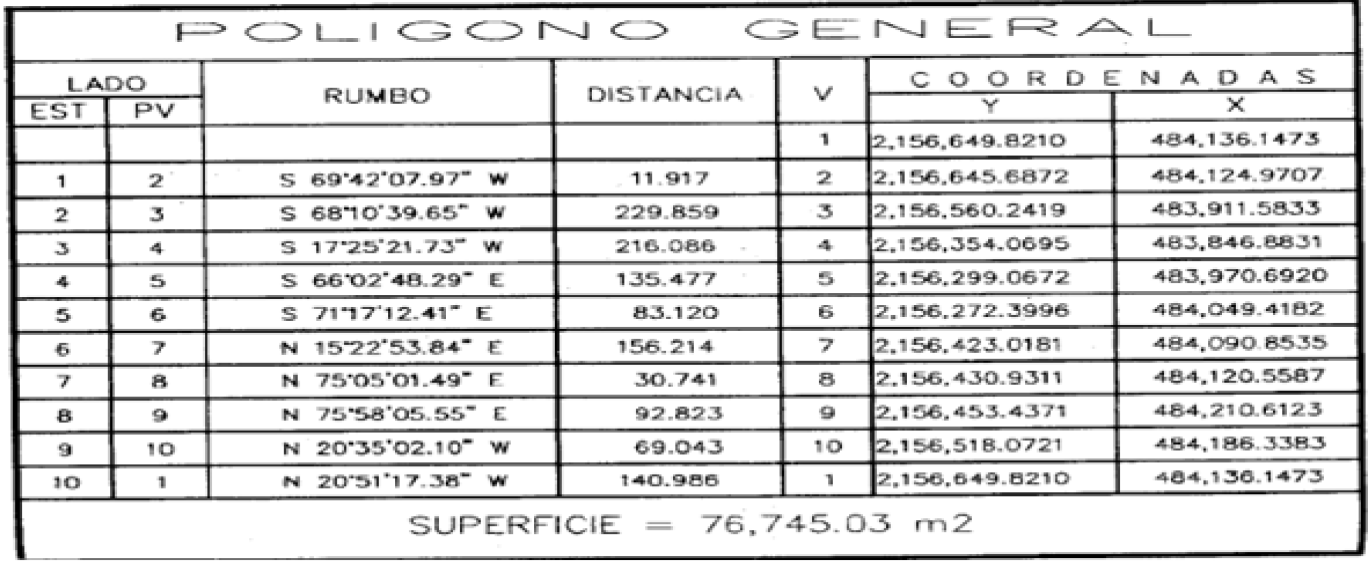 POLIGONO GENERAL
LADO RUMBO DISTANCIA V COORDENADAS
EST PV Y X
1 2,156,649.8210 484,136.1473
1 2 S 69°42'07.97" W 11.917 2 2,156,645.6872 484,124.9707
2 3 S 68°10'39.65" W 229.859 3 2,156,560.2419 483,911.5833
3 4 S 17°25'21.73" W 216.086 4 2,156,354.0695 483,846.8831
4 5 S 66°02'48.29" E 135.477 5 2,156,299.0672 483,970.6920
5 6 S 71°17'12.41" E 83.120 6 2,156,272.3996 484,049.4182
6 7 N 15°22'53.84" E 156.214 7 2,156,423.0181 484,090.8535
7 8 N 75°05'01.49" E 30.741 8 2,156,430.9311 484,120.5587
8 9 N 75°58'05.55" E 92.823 9 2,156,453.4371 484,210.6123
9 10 N 20°35'02.10" W 69.043 10 2,156,518.0721 484,186.3383
10 1 N 20°51'17.38" W 140.986 1 2,156,649.8210 484,136.1473
SUPERFICIE = 76,745.03 m2